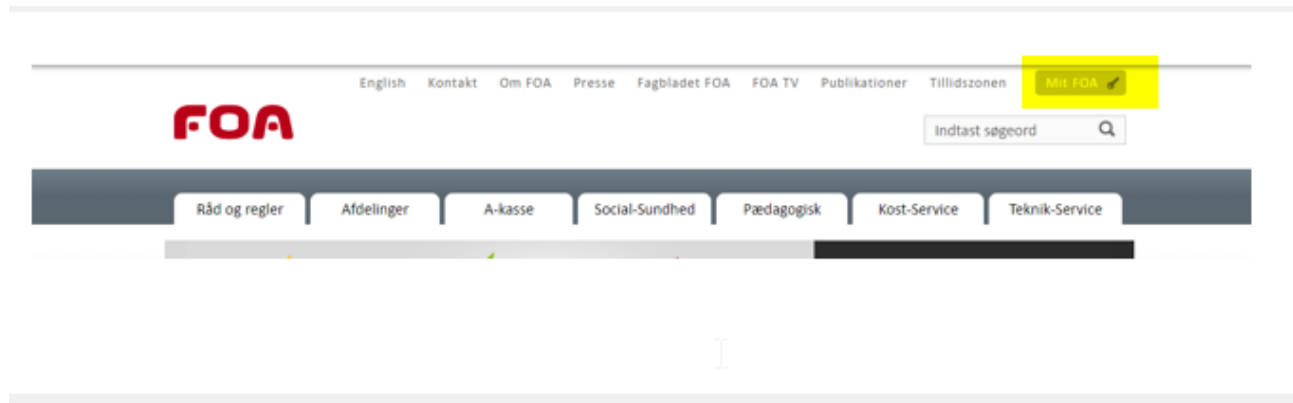 English Kontakt Om FOA Presse Fagbladet FOA FOA TV Publikationer Tillidszonen Mit FOA
FOA
Indtast søgeord
Råd og regler Afdelinger A-kasse Social-Sundhed Pædagogisk Kost-Service Teknik-Service